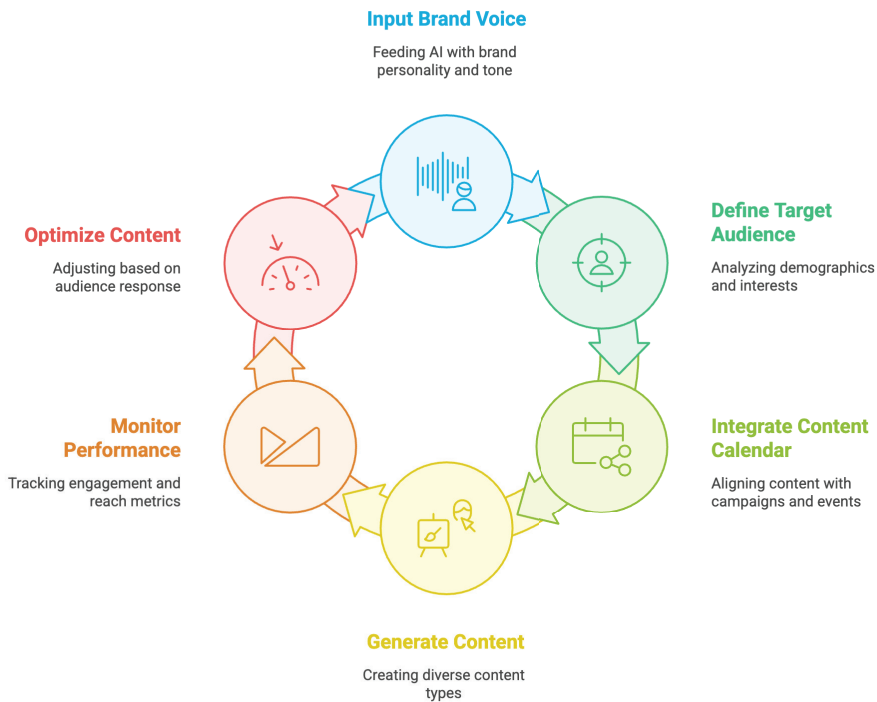 Input Brand Voice
Feeding AI with brand
personality and tone
Define Target
Audience
Analyzing demographics
and interests
Integrate Content
Calendar
Aligning content with
campaigns and events
Generate Content
Creating diverse content
types
Monitor
Performance
Tracking engagement and
reach metrics
Optimize Content
Adjusting based on
audience response